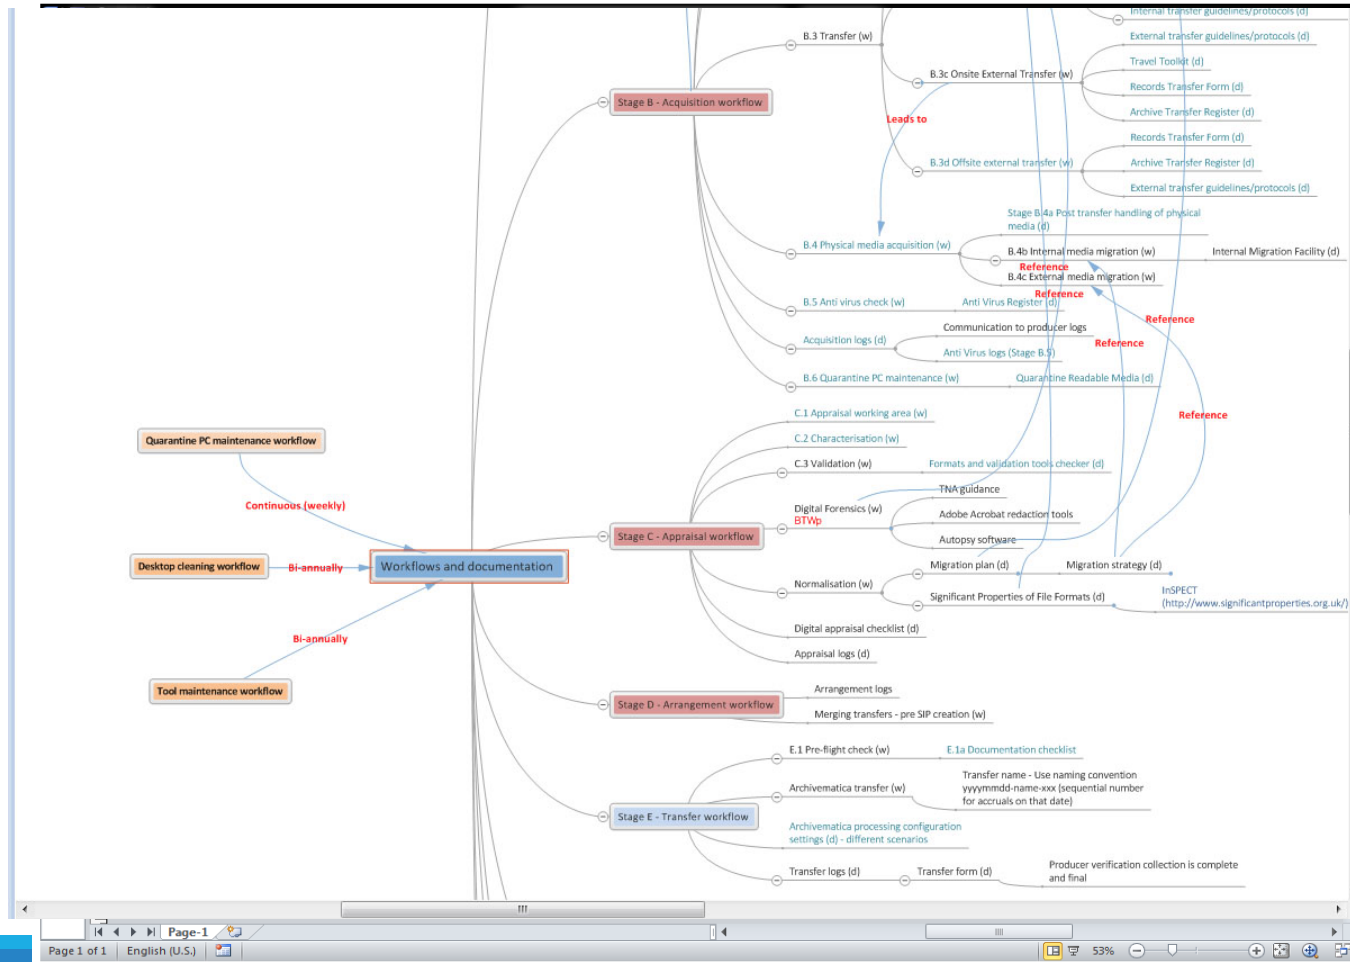 Internal transfer guidelines/protocols (d)
B.3 Transfer (w)
External transfer guidelines/protocols (d)
Travel Toolkit (d)
B.3c Onsite External Transfer (w)
Records Transfer Form (d)
Stage B - Acquisition workflow
Archive Transfer Register (d)
Leads to
Records Transfer Form (d)
B.3d Offsite external transfer (w)
Archive Transfer Register (d)
External transfer guidelines/protocols (d)
Stage B.4a Post transfer handling of physical
media (d)
B.4 Physical media acquisition (w)
B.4b Internal media migration (w)
Internal Migration Facility (d)
Reference
B.4c External media migration (w)
Reference
B.5 Anti virus check (w)
Anti Virus Register (d)
Reference
Communication to producer logs
Acquisition logs (d)
Reference
Anti Virus logs (Stage B.5)
B.6 Quarantine PC maintenance (w)
Quarantine Readable Media (d)
C.1 Appraisal working area (w)
Reference
Quarantine PC maintenance workflow
C.2 Characterisation (w)
C.3 Validation (w)
Formats and validation tools checker (d)
TNA guidance
Continuous (weekly)
Digital Forensics (w)
BTWp
Adobe Acrobat redaction tools
Stage C - Appraisal workflow
Autopsy software
Desktop cleaning workflow
Bi-annually
Workflows and documentation
Migration plan (d)
Migration strategy (d)
Normalisation (w)
Significant Properties of File Formats (d)
InSPECT
(http://www.significantproperties.org.uk/)
Digital appraisal checklist (d)
Bi-annually
Appraisal logs (d)
Tool maintenance workflow
Arrangement logs
Stage D - Arrangement workflow
Merging transfers - pre SIP creation (w)
E.1 Pre-flight check (w)
E.1a Documentation checklist
Archivematica transfer (w)
Transfer name - Use naming convention
yyyymmdd-name-xxx (sequential number
for accruals on that date)
Stage E - Transfer workflow
Archivematica processing configuration
settings (d) - different scenarios
Transfer logs (d)
Transfer form (d)
Producer verification collection is complete
and final
Page-1
Page 1 of 1
English (U.S.)
53%